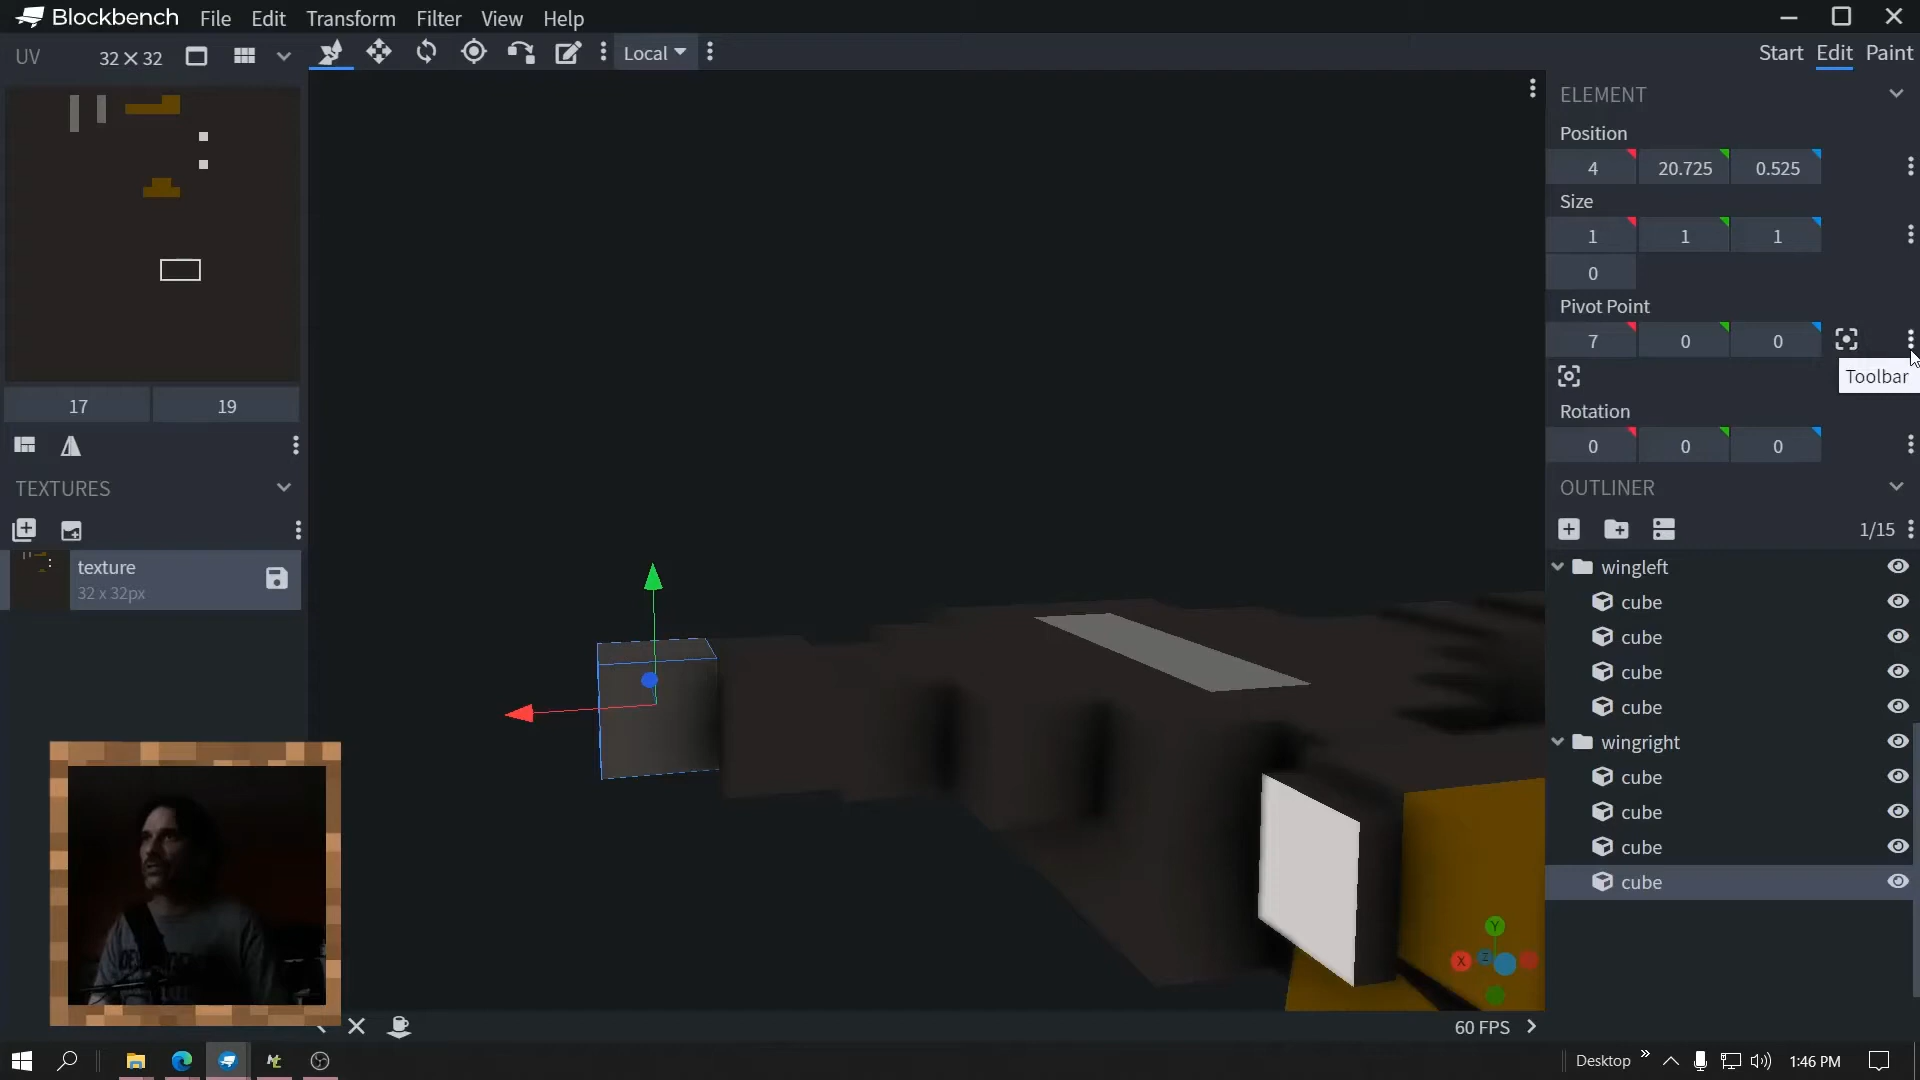 Blockbench File Edit Transform Filter View Help
UV 32 × 32 Local Start Edit Paint
ELEMENT
Position
4 20.725 0.525
Size
1 1 1
0
Pivot Point
7 0 0
Toolbar
Rotation
0 0 0
17 19
TEXTURES
texture
32 x 32px
OUTLINER
1/15
wingleft
cube
cube
cube
cube
wingright
cube
cube
cube
cube
Y
X Z
60 FPS
Desktop 1:46 PM